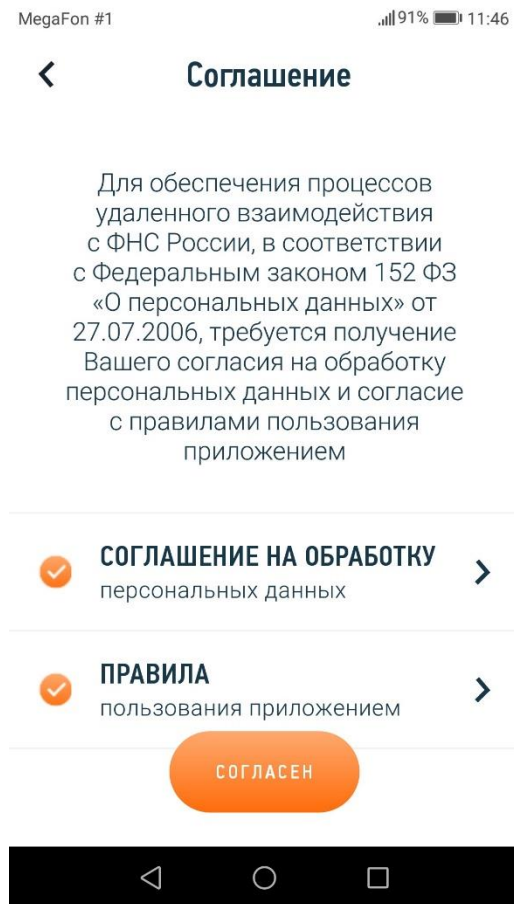 MegaFon #1 91% 11:46
Соглашение
Для обеспечения процессов
удаленного взаимодействия
с ФНС России, в соответствии
с Федеральным законом 152 ФЗ
«О персональных данных» от
27.07.2006, требуется получение
Вашего согласия на обработку
персональных данных и согласие
с правилами пользования
приложением
СОГЛАШЕНИЕ НА ОБРАБОТКУ
персональных данных
ПРАВИЛА
пользования приложением
СОГЛАСЕН